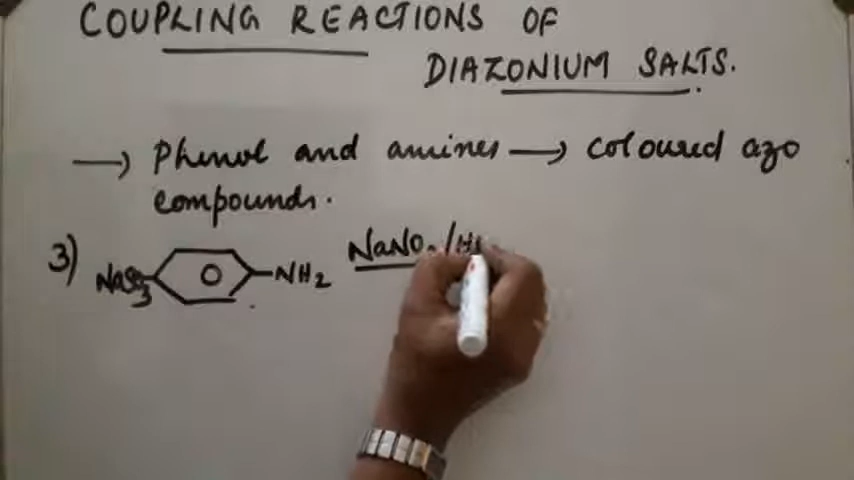 COUPLING REACTIONS OF
DIAZONIUM SALTS.
→ Phenol and amines → coloured azo
compounds.
3) NaSO3 NH2 NaNO2/H